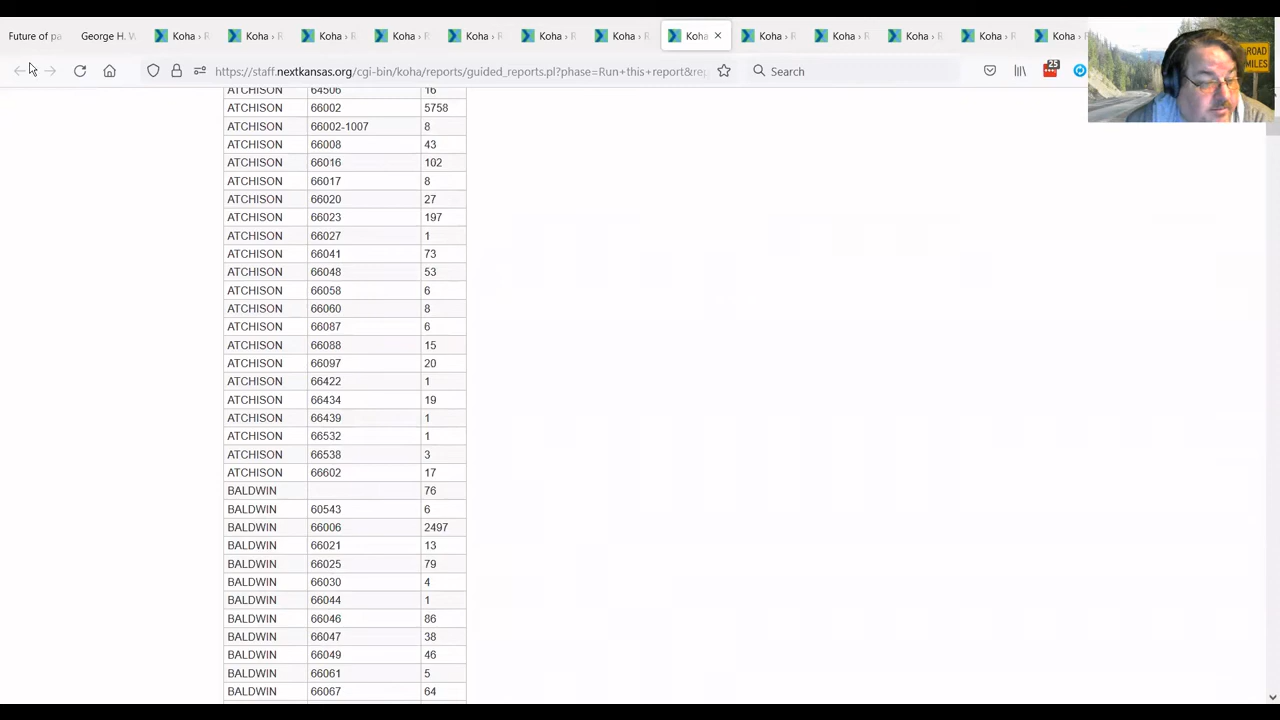 Future of pa George H. W Koha › R Koha › R Koha › R Koha › R Koha › R Koha › R Koha › R Koha × Koha › R Koha › R Koha › R Koha › R Koha › R
https://staff.nextkansas.o gi-bin/koha/reports/guided_reports.pl?phase=Run+this+report&rep Search 25
ROAD
MILES
ATCHISON 64506 16
ATCHISON 66002 5758
ATCHISON 66002-1007 8
ATCHISON 66008 43
ATCHISON 66016 102
ATCHISON 66017 8
ATCHISON 66020 27
ATCHISON 66023 197
ATCHISON 66027 1
ATCHISON 66041 73
ATCHISON 66048 53
ATCHISON 66058 6
ATCHISON 66060 8
ATCHISON 66087 6
ATCHISON 66088 15
ATCHISON 66097 20
ATCHISON 66422 1
ATCHISON 66434 19
ATCHISON 66439 1
ATCHISON 66532 1
ATCHISON 66538 3
ATCHISON 66602 17
BALDWIN 76
BALDWIN 60543 6
BALDWIN 66006 2497
BALDWIN 66021 13
BALDWIN 66025 79
BALDWIN 66030 4
BALDWIN 66044 1
BALDWIN 66046 86
BALDWIN 66047 38
BALDWIN 66049 46
BALDWIN 66061 5
BALDWIN 66067 64